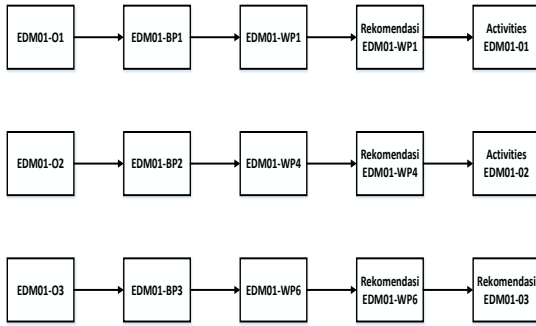 EDM01-O1
EDM01-BP1
EDM01-WP1
Rekomendasi
EDM01-WP1
Activities
EDM01-01
EDM01-O2
EDM01-BP2
EDM01-WP4
Rekomendasi
EDM01-WP4
Activities
EDM01-02
EDM01-O3
EDM01-BP3
EDM01-WP6
Rekomendasi
EDM01-WP6
Rekomendasi
EDM01-03